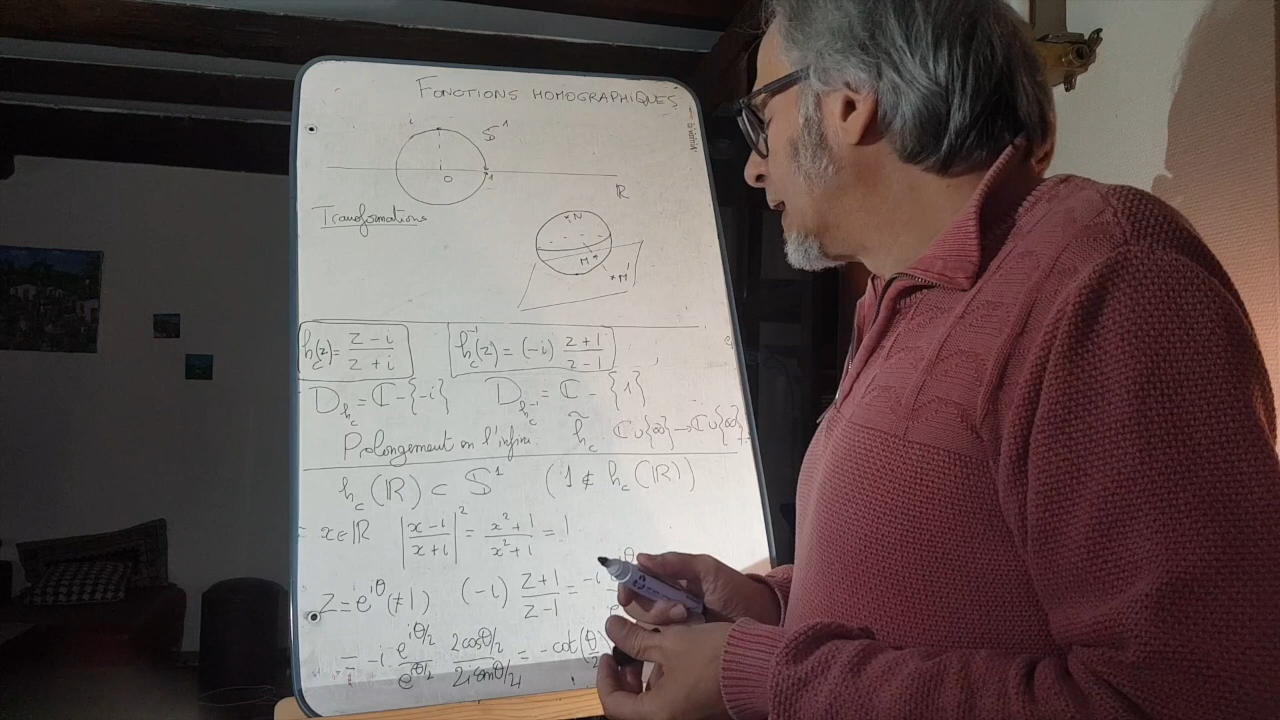 FONCTIONS HOMOGRAPHIQUES
i
S¹
0
1
R
Transformations
N
M
M'
h_c(z) = (z - i)/(z + i)
h_c⁻¹(z) = (-i) (z + 1)/(z - 1)
D_{h_c} = ℂ - {-i}
D_{h_c⁻¹} = ℂ - {1}
Prolongement en l'infini. h̃_c ℂ∪{∞} → ℂ∪{∞}
h_c(ℝ) ⊂ S¹ (1 ∉ h_c(ℝ))
x ∈ ℝ |(x - i)/(x + i)|² = (x² + 1)/(x² + 1) = 1
Z = e^{iθ} (≠ 1) (-i) (Z + 1)/(Z - 1) = -i
= -i e^{iθ/2}/e^{iθ/2} 2cosθ/2 / 2i sinθ/2 = - cot(θ/2)